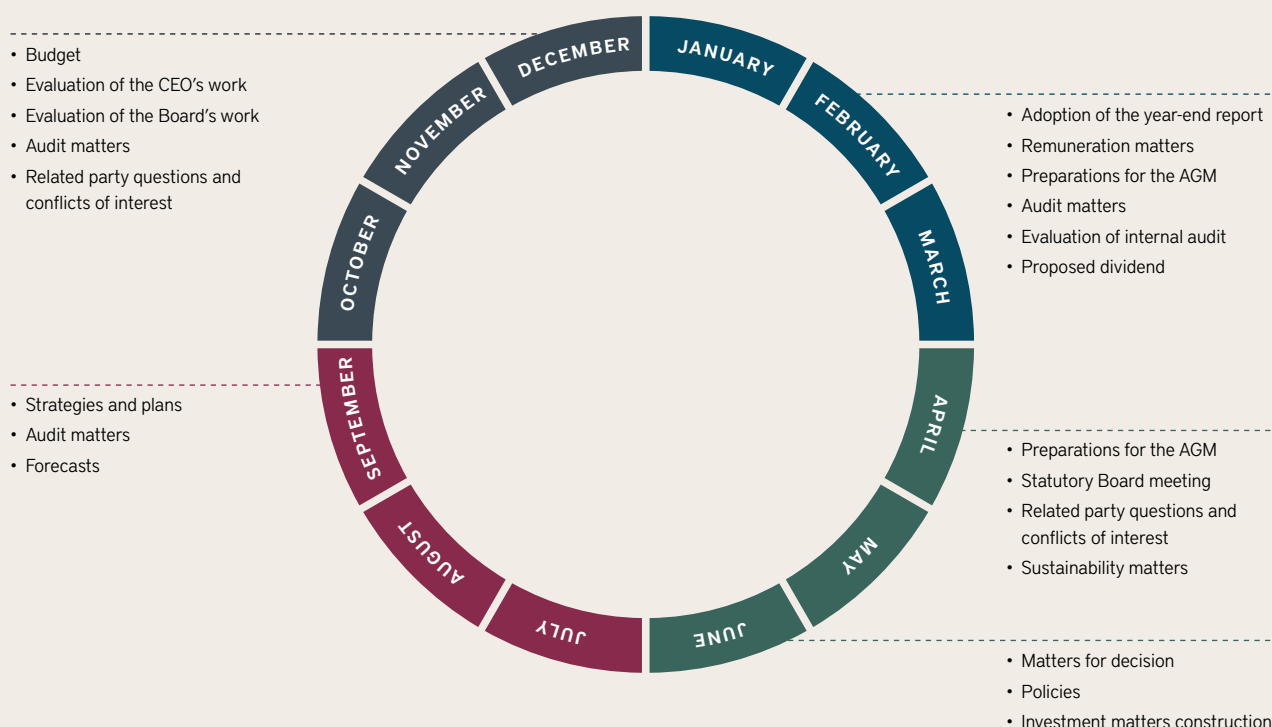 DECEMBER
JANUARY
FEBRUARY
MARCH
APRIL
MAY
JUNE
JULY
AUGUST
SEPTEMBER
OCTOBER
NOVEMBER
• Budget
• Evaluation of the CEO’s work
• Evaluation of the Board’s work
• Audit matters
• Related party questions and
conflicts of interest
• Adoption of the year-end report
• Remuneration matters
• Preparations for the AGM
• Audit matters
• Evaluation of internal audit
• Proposed dividend
• Strategies and plans
• Audit matters
• Forecasts
• Preparations for the AGM
• Statutory Board meeting
• Related party questions and
conflicts of interest
• Sustainability matters
• Matters for decision
• Policies
• Investment matters construction